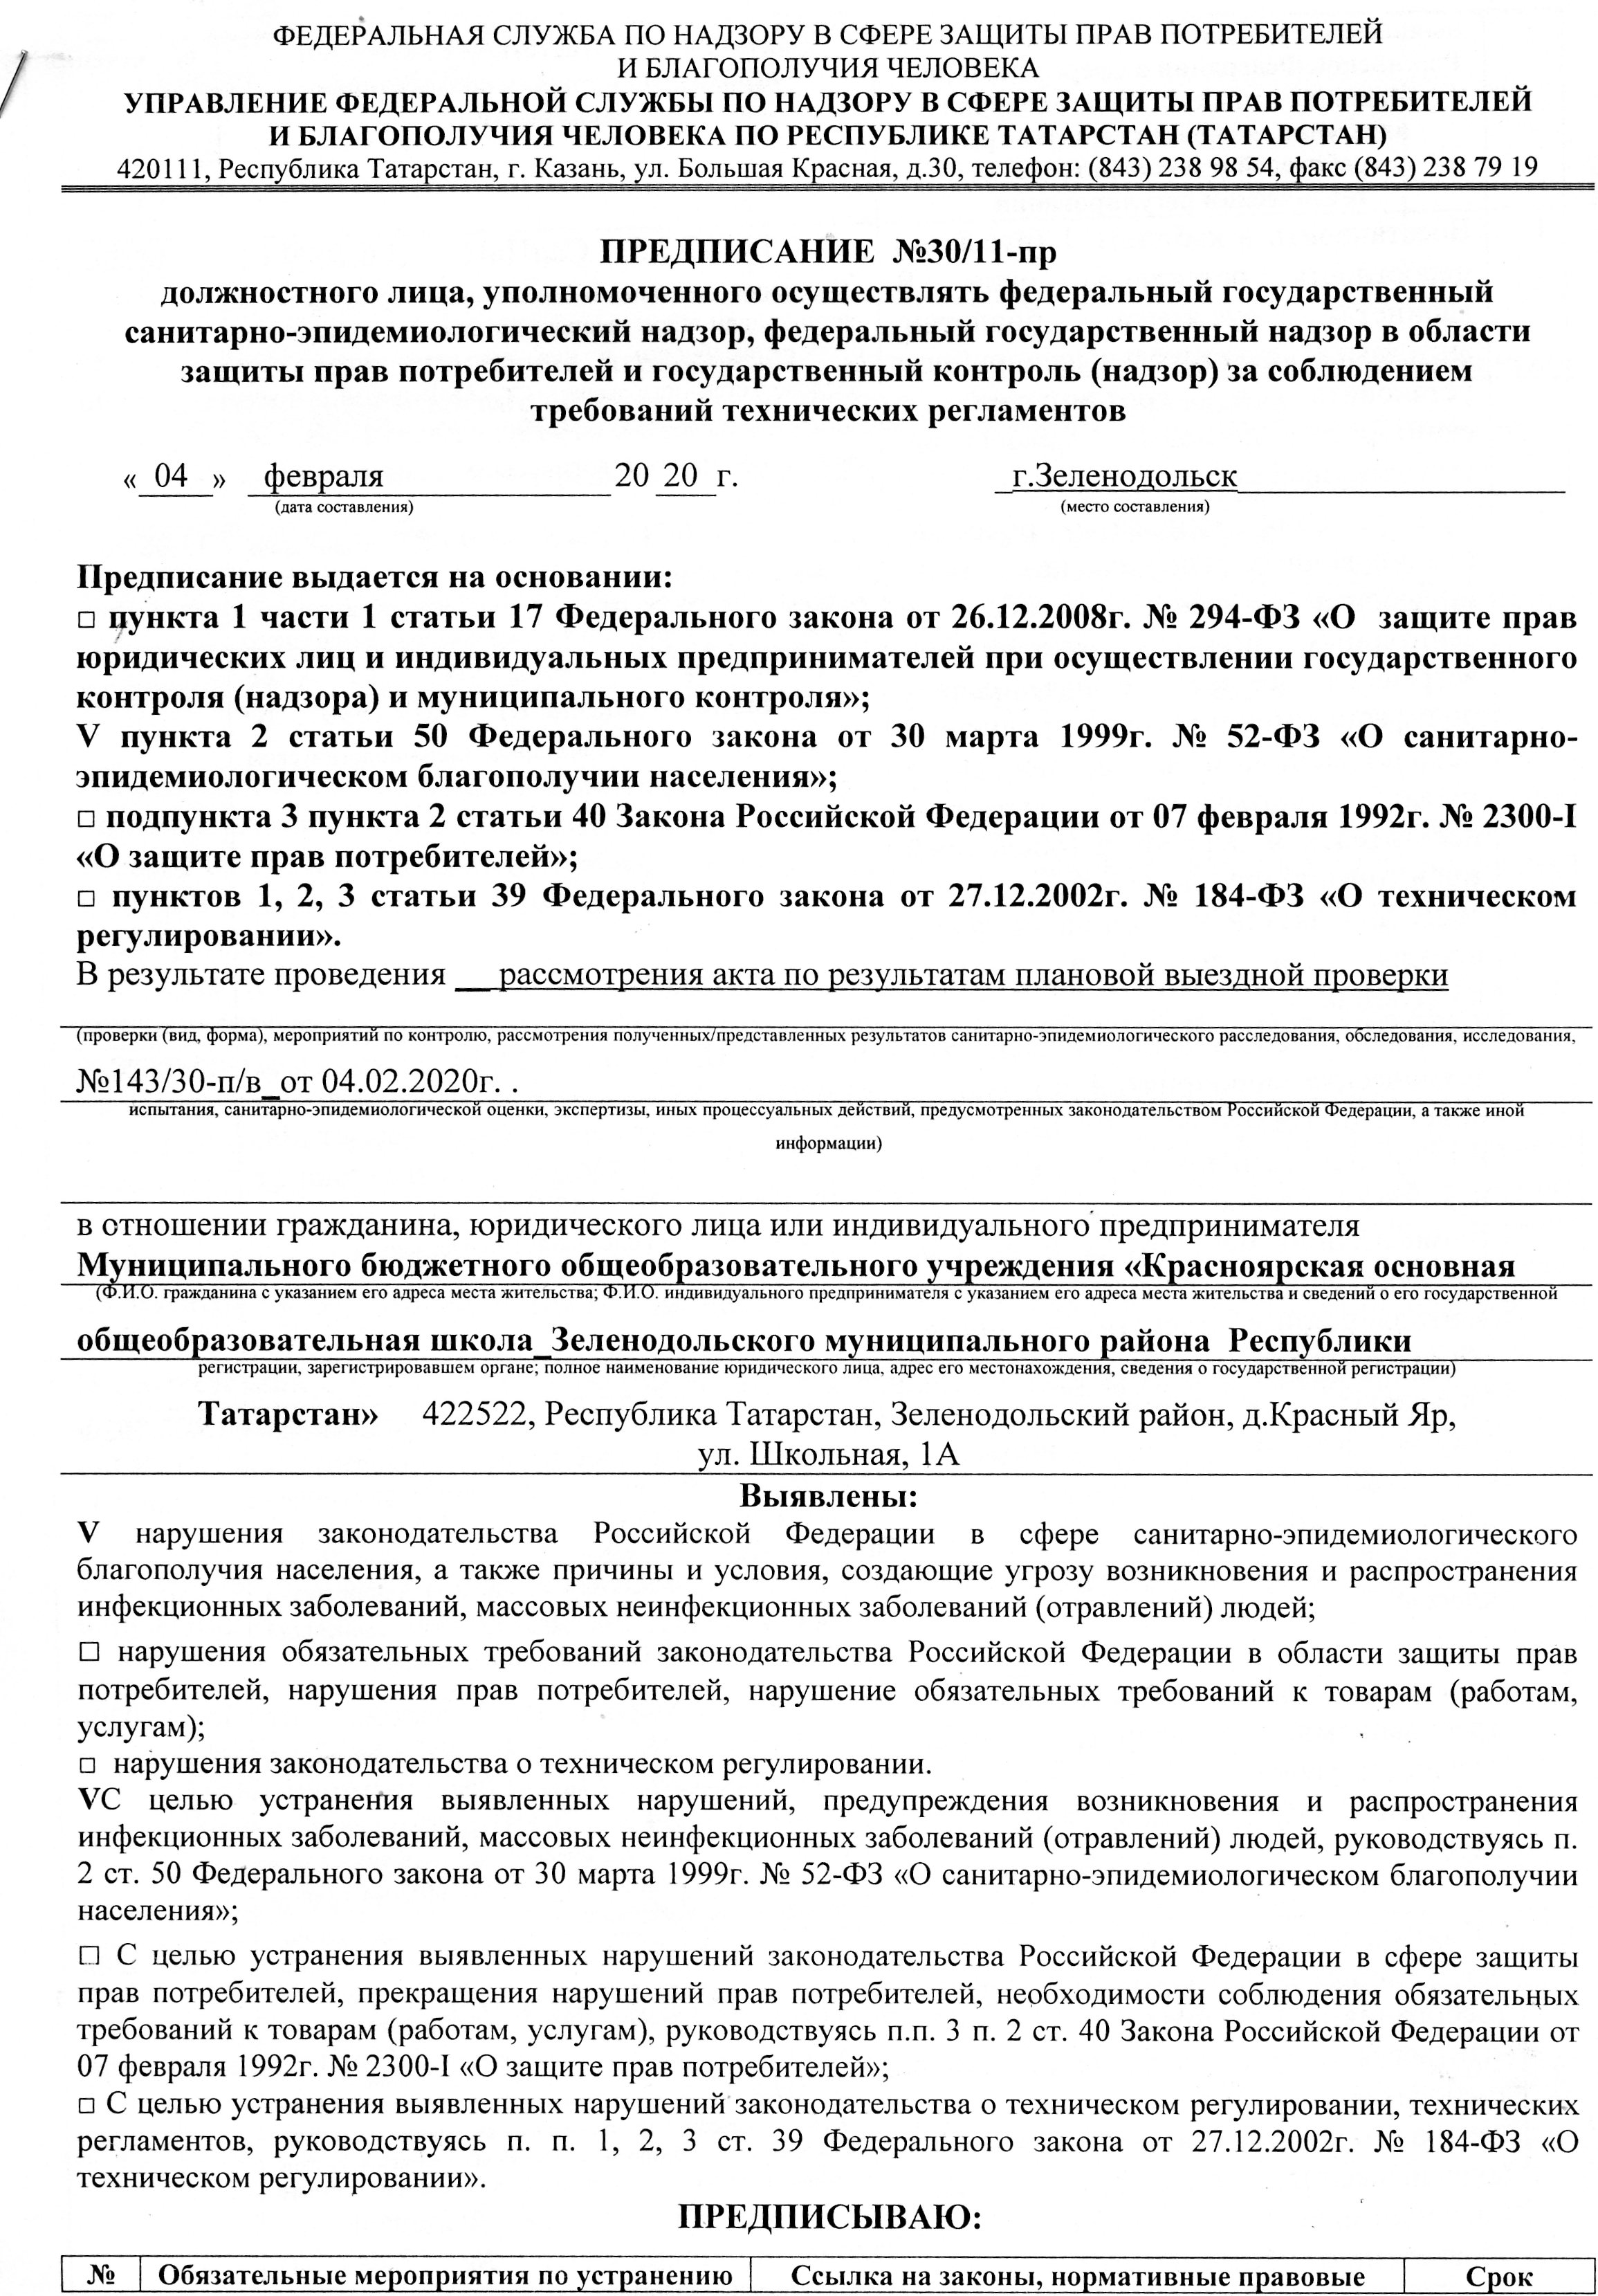 ФЕДЕРАЛЬНАЯ СЛУЖБА ПО НАДЗОРУ В СФЕРЕ ЗАЩИТЫ ПРАВ ПОТРЕБИТЕЛЕЙ
И БЛАГОПОЛУЧИЯ ЧЕЛОВЕКА
УПРАВЛЕНИЕ ФЕДЕРАЛЬНОЙ СЛУЖБЫ ПО НАДЗОРУ В СФЕРЕ ЗАЩИТЫ ПРАВ ПОТРЕБИТЕЛЕЙ
И БЛАГОПОЛУЧИЯ ЧЕЛОВЕКА ПО РЕСПУБЛИКЕ ТАТАРСТАН (ТАТАРСТАН)
420111, Республика Татарстан, г. Казань, ул. Большая Красная, д.30, телефон: (843) 238 98 54, факс (843) 238 79 19
ПРЕДПИСАНИЕ №30/11-пр
должностного лица, уполномоченного осуществлять федеральный государственный
санитарно-эпидемиологический надзор, федеральный государственный надзор в области
защиты прав потребителей и государственный контроль (надзор) за соблюдением
требований технических регламентов
« 04 » февраля 20 20 г. г.Зеленодольск
(дата составления) (место составления)
Предписание выдается на основании:
□ пункта 1 части 1 статьи 17 Федерального закона от 26.12.2008г. № 294-ФЗ «О защите прав
юридических лиц и индивидуальных предпринимателей при осуществлении государственного
контроля (надзора) и муниципального контроля»;
V пункта 2 статьи 50 Федерального закона от 30 марта 1999г. № 52-ФЗ «О санитарно-
эпидемиологическом благополучии населения»;
□ подпункта 3 пункта 2 статьи 40 Закона Российской Федерации от 07 февраля 1992г. № 2300-I
«О защите прав потребителей»;
□ пунктов 1, 2, 3 статьи 39 Федерального закона от 27.12.2002г. № 184-ФЗ «О техническом
регулировании».
В результате проведения __рассмотрения акта по результатам плановой выездной проверки
(проверки (вид, форма), мероприятий по контролю, рассмотрения полученных/представленных результатов санитарно-эпидемиологического расследования, обследования, исследования,
№143/30-п/в_от 04.02.2020г. .
испытания, санитарно-эпидемиологической оценки, экспертизы, иных процессуальных действий, предусмотренных законодательством Российской Федерации, а также иной
информации)
в отношении гражданина, юридического лица или индивидуального предпринимателя
Муниципального бюджетного общеобразовательного учреждения «Красноярская основная
(Ф.И.О. гражданина с указанием его адреса места жительства; Ф.И.О. индивидуального предпринимателя с указанием его адреса места жительства и сведений о его государственной
общеобразовательная школа_Зеленодольского муниципального района Республики
регистрации, зарегистрировавшем органе; полное наименование юридического лица, адрес его местонахождения, сведения о государственной регистрации)
Татарстан» 422522, Республика Татарстан, Зеленодольский район, д.Красный Яр,
ул. Школьная, 1А
Выявлены:
V нарушения законодательства Российской Федерации в сфере санитарно-эпидемиологического
благополучия населения, а также причины и условия, создающие угрозу возникновения и распространения
инфекционных заболеваний, массовых неинфекционных заболеваний (отравлений) людей;
□ нарушения обязательных требований законодательства Российской Федерации в области защиты прав
потребителей, нарушения прав потребителей, нарушение обязательных требований к товарам (работам,
услугам);
□ нарушения законодательства о техническом регулировании.
VС целью устранения выявленных нарушений, предупреждения возникновения и распространения
инфекционных заболеваний, массовых неинфекционных заболеваний (отравлений) людей, руководствуясь п.
2 ст. 50 Федерального закона от 30 марта 1999г. № 52-ФЗ «О санитарно-эпидемиологическом благополучии
населения»;
□ С целью устранения выявленных нарушений законодательства Российской Федерации в сфере защиты
прав потребителей, прекращения нарушений прав потребителей, необходимости соблюдения обязательных
требований к товарам (работам, услугам), руководствуясь п.п. 3 п. 2 ст. 40 Закона Российской Федерации от
07 февраля 1992г. № 2300-I «О защите прав потребителей»;
□ С целью устранения выявленных нарушений законодательства о техническом регулировании, технических
регламентов, руководствуясь п. п. 1, 2, 3 ст. 39 Федерального закона от 27.12.2002г. № 184-ФЗ «О
техническом регулировании».
ПРЕДПИСЫВАЮ:
№ Обязательные мероприятия по устранению Ссылка на законы, нормативные правовые Срок